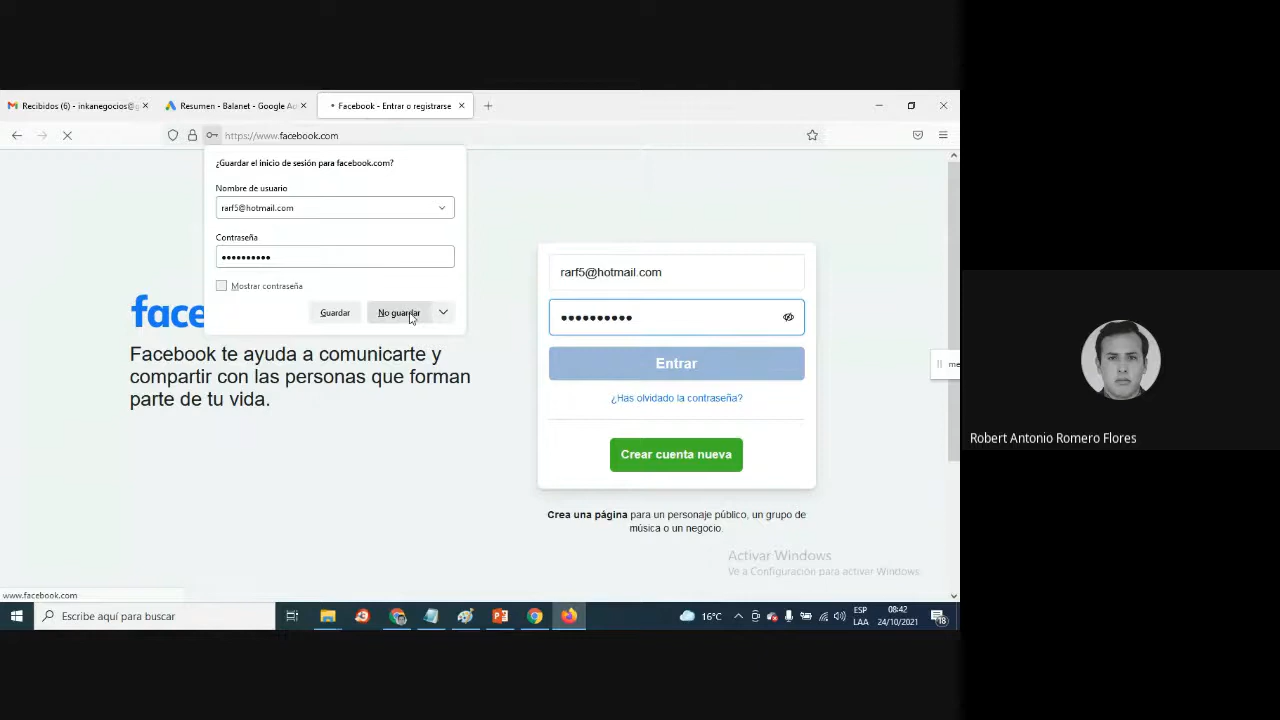 Recibidos (6) - inkanegocios@g
Resumen - Balanet - Google Ad
Facebook - Entrar o registrarse
https://www.facebook.com
¿Guardar el inicio de sesión para facebook.com?
Nombre de usuario
rarf5@hotmail.com
Contraseña
••••••••••
Mostrar contraseña
Guardar
No guardar
face
Facebook te ayuda a comunicarte y
compartir con las personas que forman
parte de tu vida.
rarf5@hotmail.com
••••••••••
Entrar
¿Has olvidado la contraseña?
Crear cuenta nueva
Crea una página para un personaje público, un grupo de
música o un negocio.
me
Activar Windows
Ve a Configuración para activar Windows.
www.facebook.com
Escribe aquí para buscar
16°C
ESP
LAA
08:42
24/10/2021
18
Robert Antonio Romero Flores